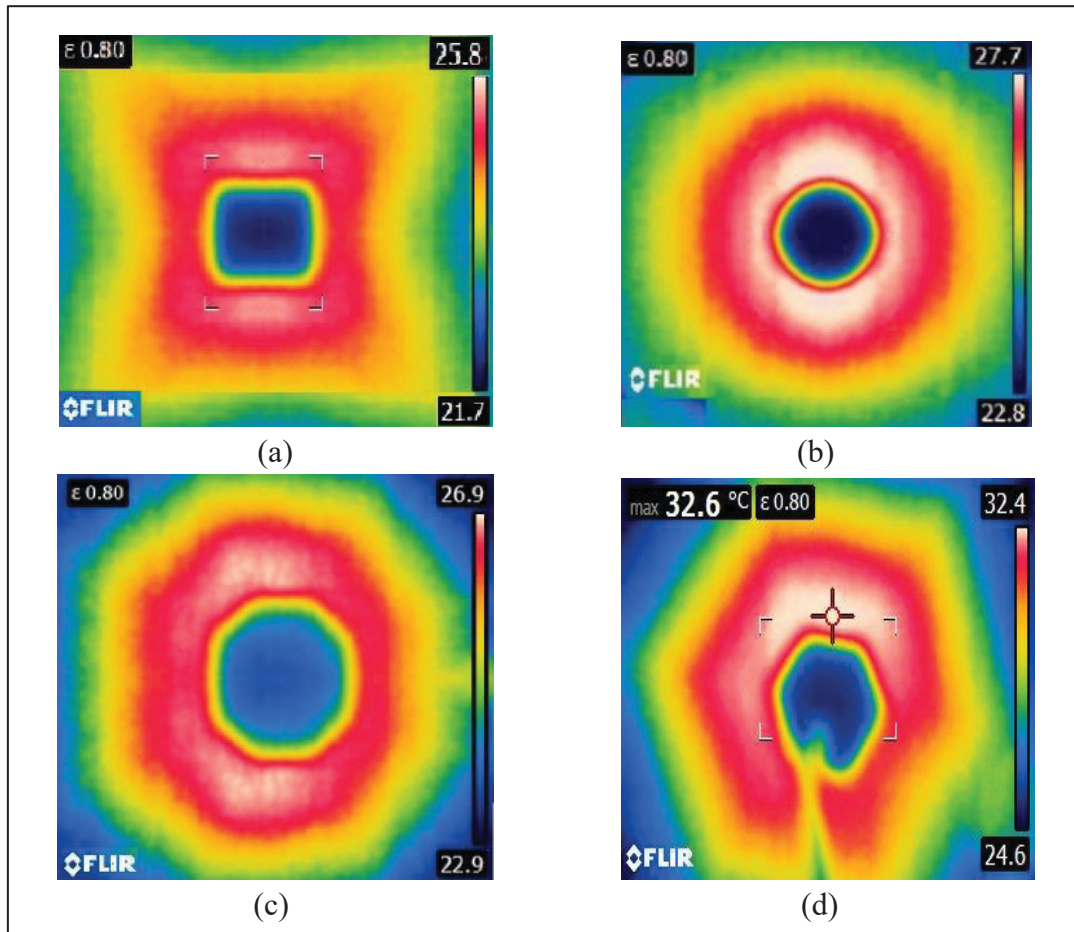 ε 0.80 25.8
FLIR 21.7
(a)
ε 0.80 27.7
FLIR 22.8
(b)
ε 0.80 26.9
FLIR 22.9
(c)
max 32.6 °C ε 0.80 32.4
FLIR 24.6
(d)